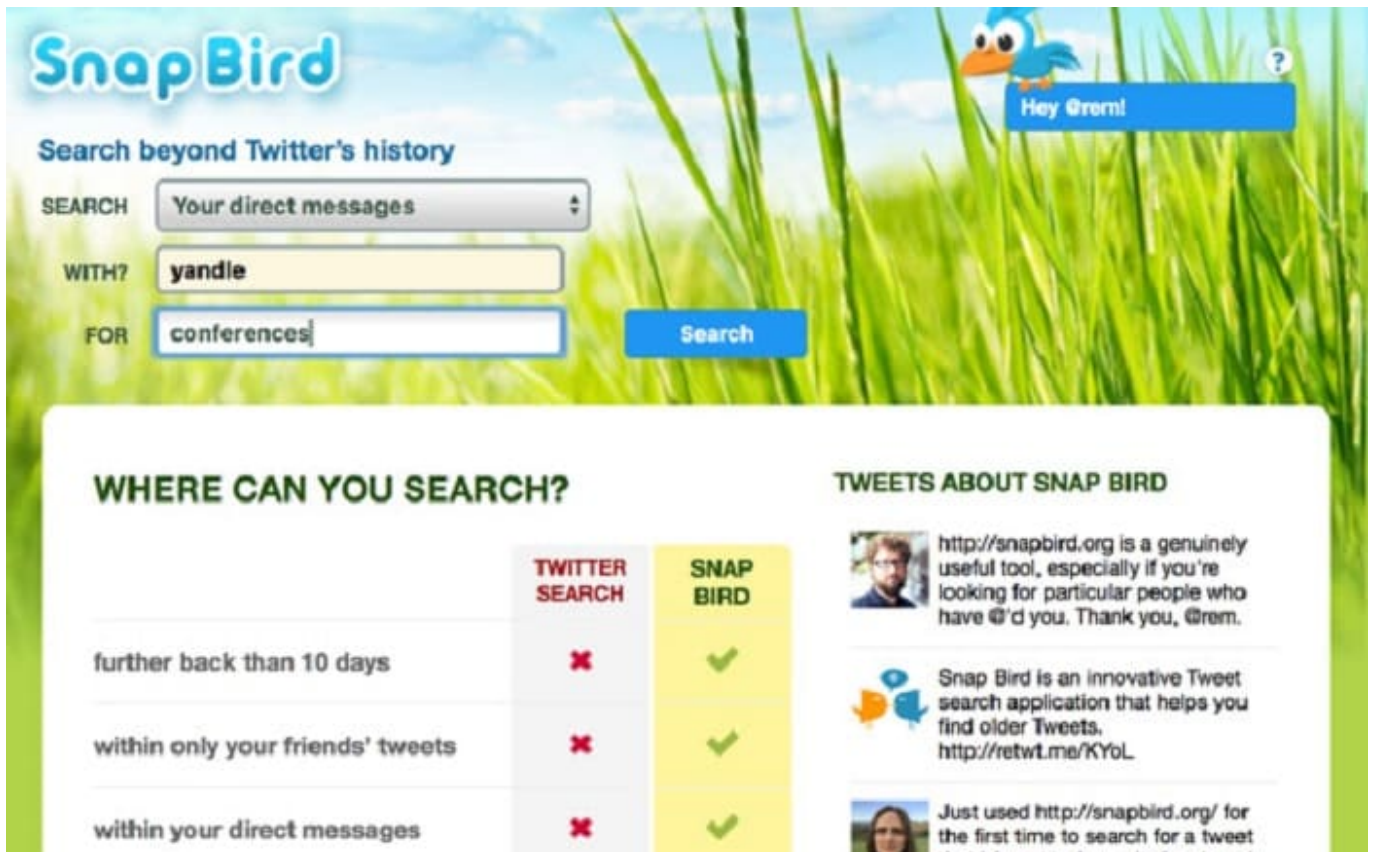 SnapBird
?
Hey @rem!
Search beyond Twitter's history
SEARCH Your direct messages
WITH? yandle
FOR conferences
Search
WHERE CAN YOU SEARCH?
TWITTER SEARCH
SNAP BIRD
further back than 10 days
within only your friends' tweets
within your direct messages
TWEETS ABOUT SNAP BIRD
http://snapbird.org is a genuinely
useful tool, especially if you're
looking for particular people who
have @'d you. Thank you, @rem.
Snap Bird is an innovative Tweet
search application that helps you
find older Tweets.
http://retwt.me/KYoL
Just used http://snapbird.org/ for
the first time to search for a tweet